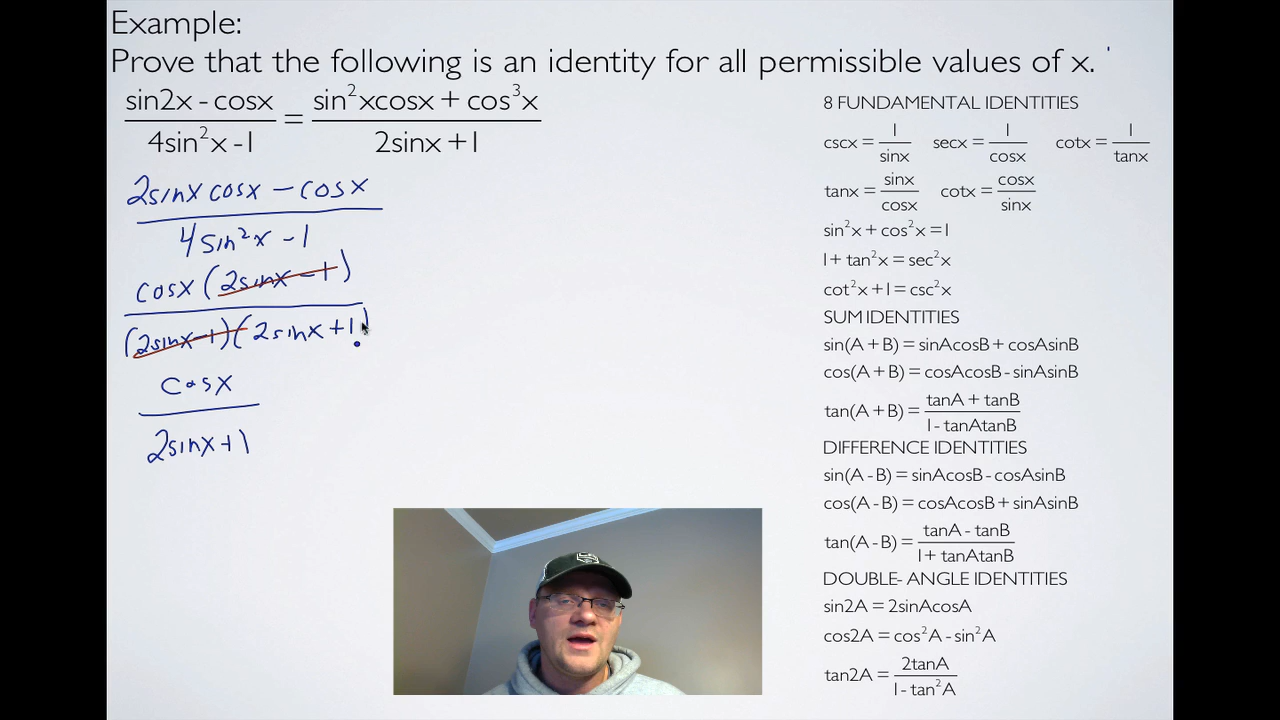 Example:
Prove that the following is an identity for all permissible values of x.
sin2x - cosx / 4sin²x - 1 = sin²xcosx + cos³x / 2sinx + 1
2sinx cosx - cosx
4sin²x - 1
cosx (2sinx - 1)
(2sinx - 1)(2sinx + 1)
cosx
2sinx + 1
8 FUNDAMENTAL IDENTITIES
cscx = 1/sinx secx = 1/cosx cotx = 1/tanx
tanx = sinx/cosx cotx = cosx/sinx
sin²x + cos²x = 1
1 + tan²x = sec²x
cot²x + 1 = csc²x
SUM IDENTITIES
sin(A + B) = sinAcosB + cosAsinB
cos(A + B) = cosAcosB - sinAsinB
tan(A + B) = tanA + tanB / 1 - tanAtanB
DIFFERENCE IDENTITIES
sin(A - B) = sinAcosB - cosAsinB
cos(A - B) = cosAcosB + sinAsinB
tan(A - B) = tanA - tanB / 1 + tanAtanB
DOUBLE- ANGLE IDENTITIES
sin2A = 2sinAcosA
cos2A = cos²A - sin²A
tan2A = 2tanA / 1 - tan²A